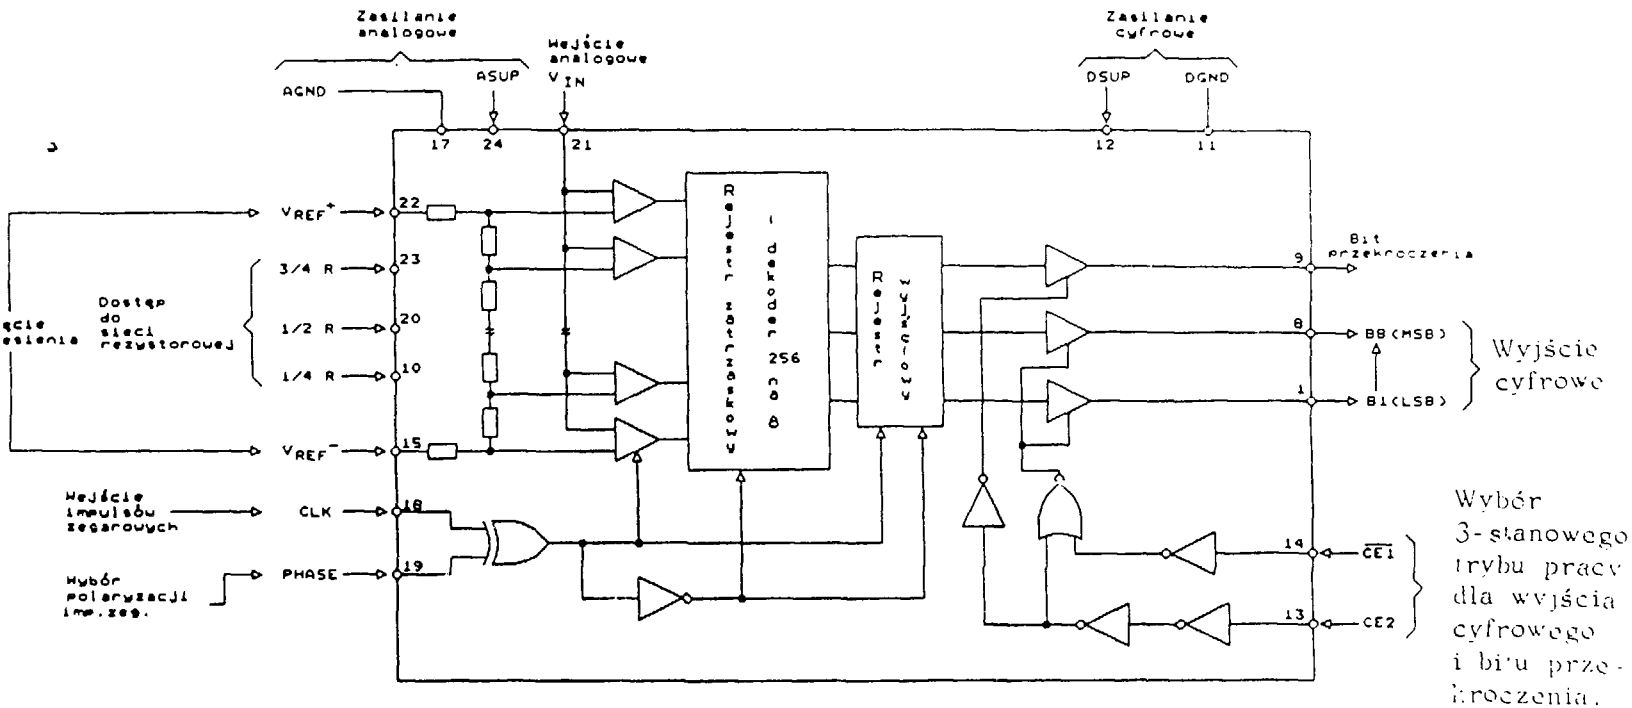 Zasilanie
analogowe
Wejście
analogowe
Zasilanie
cyfrowe
ASUP
V IN
DSUP
DGND
AGND
17
24
21
12
11
VREF+
22
3/4 R
23
Dostęp
do
sieci
rezystorowej
1/2 R
20
1/4 R
10
VREF-
15
Wejście
impulsów
zegarowych
CLK
18
Wybór
polaryzacji
imp.zeg.
PHASE
19
Rejestr zatrzaskowy
i dekoder 256 na 8
Rejestr
wyjściowy
9
Bit
przekroczenia
8
B8(MSB)
1
B1(LSB)
Wyjście
cyfrowe
14
CE1
13
CE2
Wybór
3-stanowego
trybu pracy
dla wyjścia
cyfrowego
i bitu prze-
kroczenia.